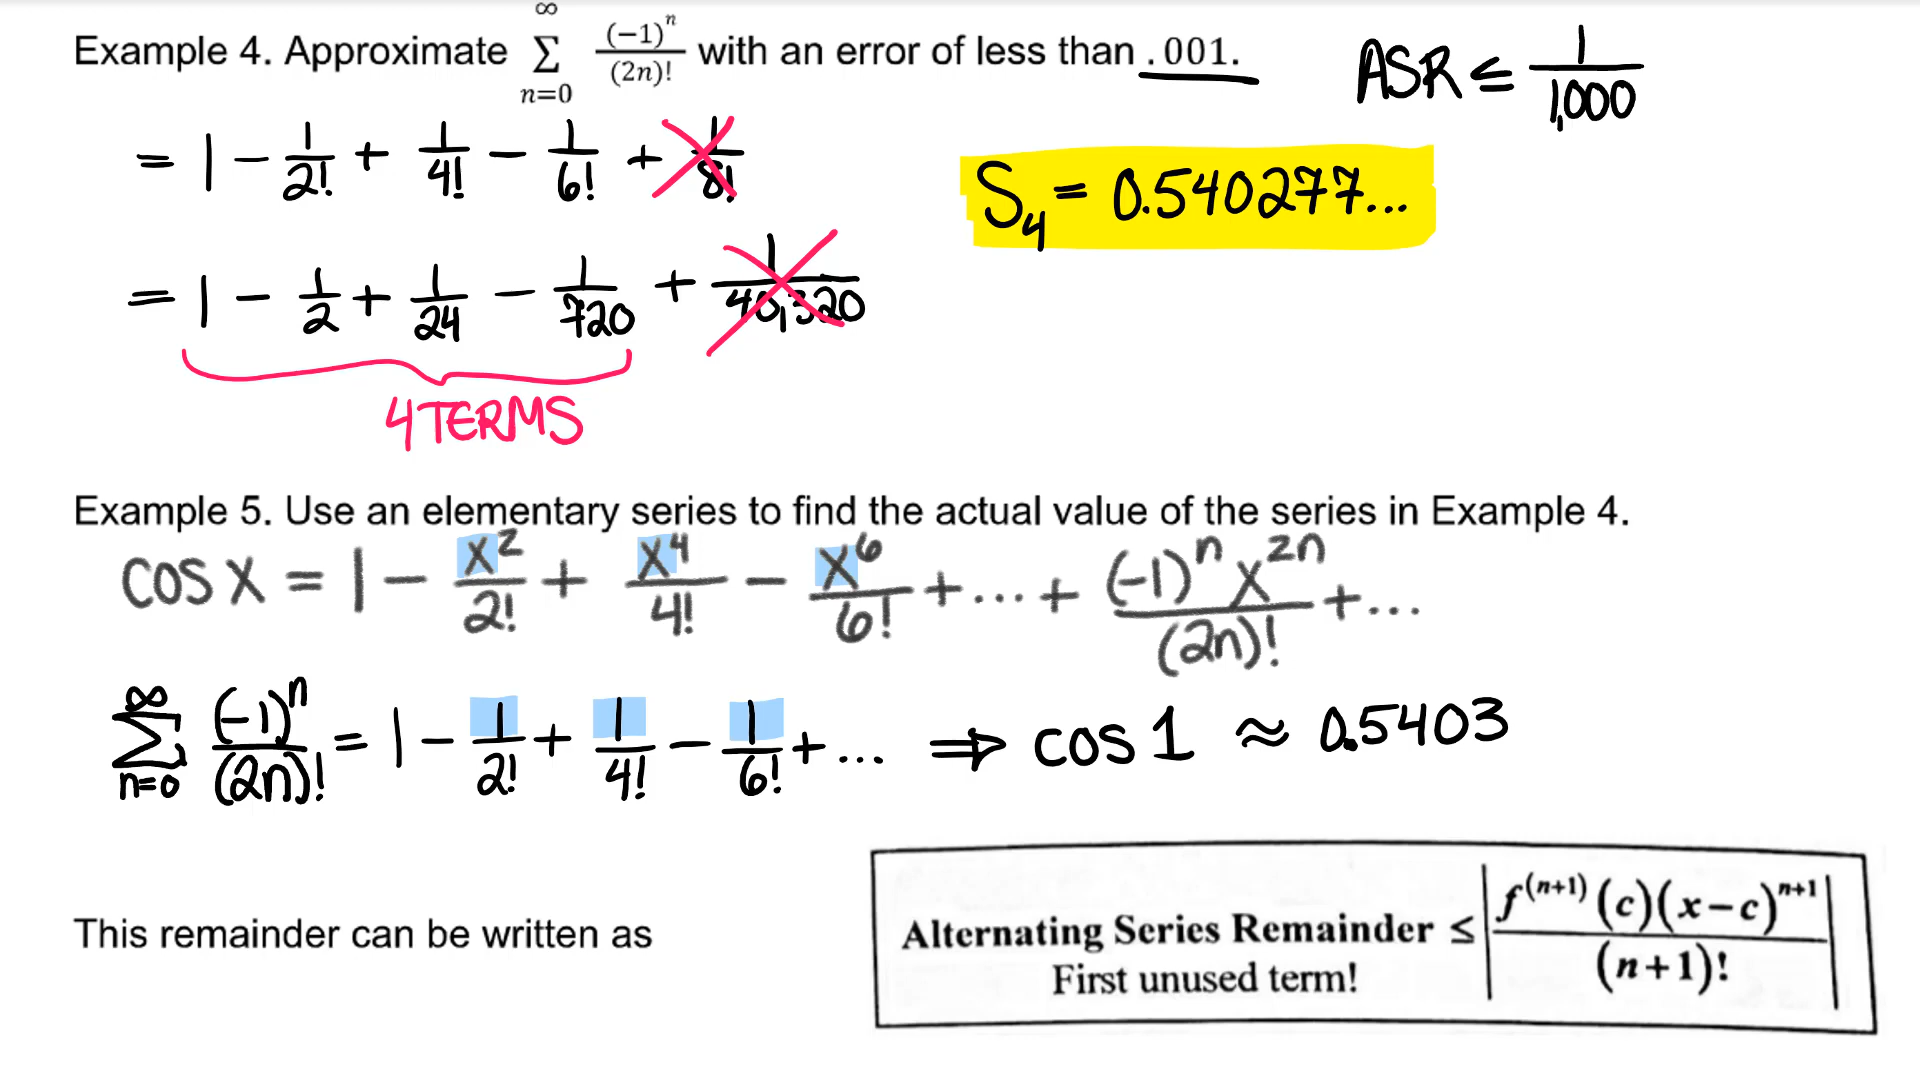 Example 4. Approximate ∞ Σ n=0 (−1)^n / (2n)! with an error of less than .001.
ASR ≤ 1/1,000
= 1 − 1/2! + 1/4! − 1/6! + 1/8!
S₄ = 0.540277...
= 1 − 1/2 + 1/24 − 1/720 + 1/40,320
4 TERMS
Example 5. Use an elementary series to find the actual value of the series in Example 4.
COS X = 1 − x^2/2! + x^4/4! − x^6/6! + ... + (-1)^n x^2n / (2n)! + ...
∞ Σ n=0 (-1)^n / (2n)! = 1 − 1/2! + 1/4! − 1/6! + ... ⇒ cos 1 ≈ 0.5403
This remainder can be written as
Alternating Series Remainder ≤ | f^(n+1) (c)(x−c)^n+1 / (n+1)! |
First unused term!